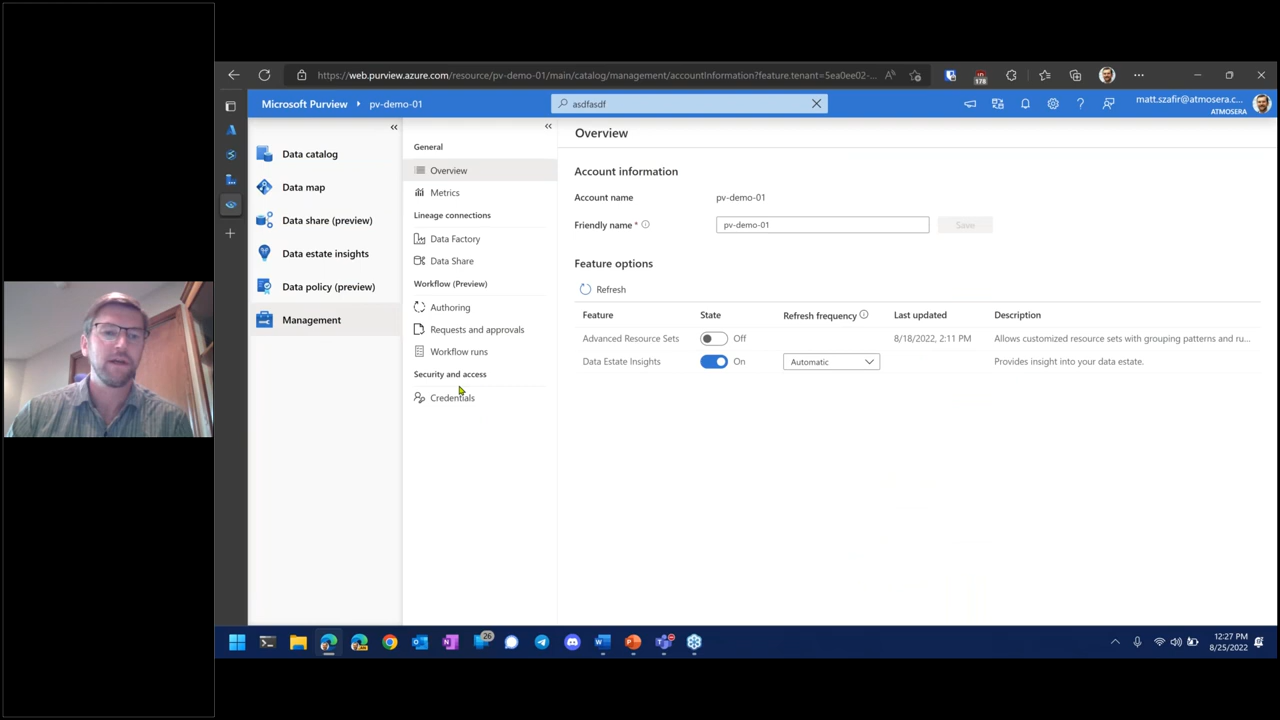 https://web.purview.azure.com/resource/pv-demo-01/main/catalog/management/accountInformation?feature.tenant=5ea0ee02-...
178
Microsoft Purview
pv-demo-01
asdfasdf
matt.szafir@atmosera.c...
ATMOSERA
Data catalog
Data map
Data share (preview)
Data estate insights
Data policy (preview)
Management
General
Overview
Metrics
Lineage connections
Data Factory
Data Share
Workflow (Preview)
Authoring
Requests and approvals
Workflow runs
Security and access
Credentials
Overview
Account information
Account name pv-demo-01
Friendly name * pv-demo-01 Save
Feature options
Refresh
Feature State Refresh frequency Last updated Description
Advanced Resource Sets Off 8/18/2022, 2:11 PM Allows customized resource sets with grouping patterns and ru...
Data Estate Insights On Automatic Provides insight into your data estate.
26
12:27 PM
8/25/2022